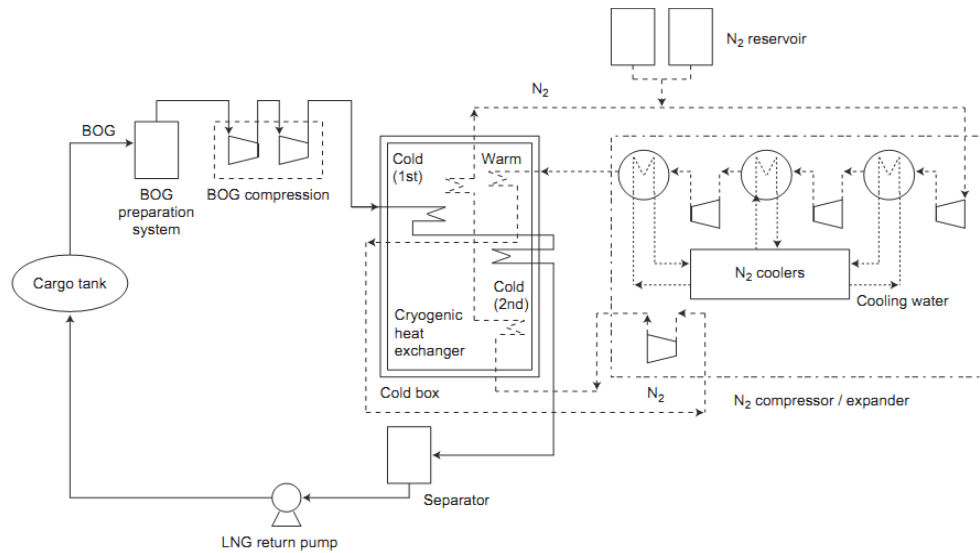 N2 reservoir
N2
BOG
BOG
preparation
system
BOG compression
Cold
(1st)
Warm
Cargo tank
N2 coolers
Cooling water
Cold
(2nd)
Cryogenic
heat
exchanger
Cold box
N2
N2 compressor / expander
Separator
LNG return pump